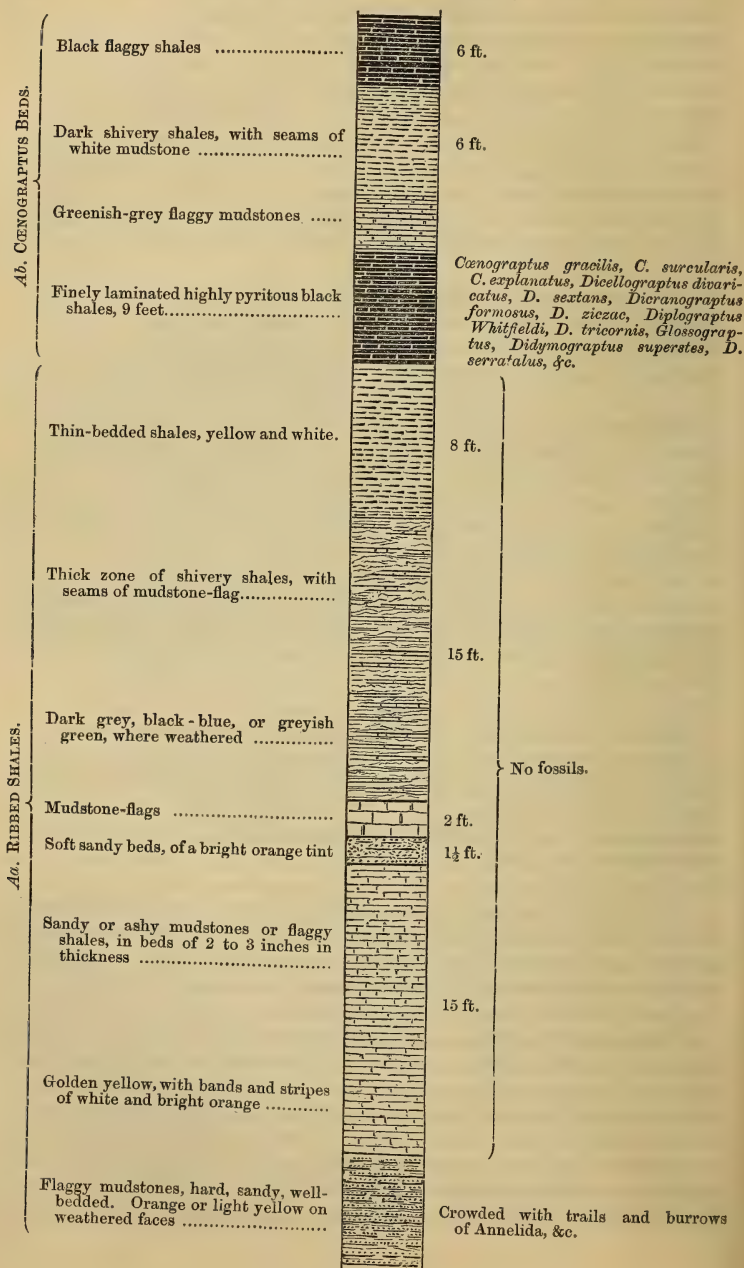 Ab. CŒNOGRAPTUS BEDS.
Black flaggy shales ........................
6 ft.
Dark shivery shales, with seams of
white mudstone ...........................
6 ft.
Greenish-grey flaggy mudstones ......
Finely laminated highly pyritous black
shales, 9 feet............................
Cœnograptus gracilis, C. surcularis,
C. explanatus, Dicellograptus divari-
catus, D. sextans, Dicranograptus
formosus, D. ziczac, Diplograptus
Whitfieldi, D. tricornis, Glossograp-
tus, Didymograptus superstes, D.
serratalus, &c.
Aa. RIBBED SHALES.
Thin-bedded shales, yellow and white.
8 ft.
Thick zone of shivery shales, with
seams of mudstone-flag.................
15 ft.
Dark grey, black-blue, or greyish
green, where weathered ...............
No fossils.
Mudstone-flags ..............................
2 ft.
Soft sandy beds, of a bright orange tint
1½ ft.
Sandy or ashy mudstones or flaggy
shales, in beds of 2 to 3 inches in
thickness ....................................
15 ft.
Golden yellow, with bands and stripes
of white and bright orange ............
Flaggy mudstones, hard, sandy, well-
bedded. Orange or light yellow on
weathered faces ...........................
Crowded with trails and burrows
of Annelida, &c.